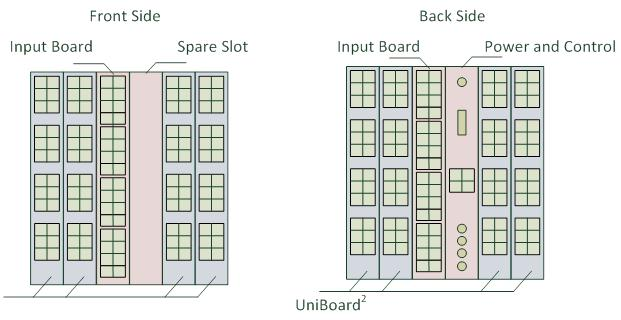 Front Side
Back Side
Input Board
Spare Slot
Input Board
Power and Control
UniBoard²